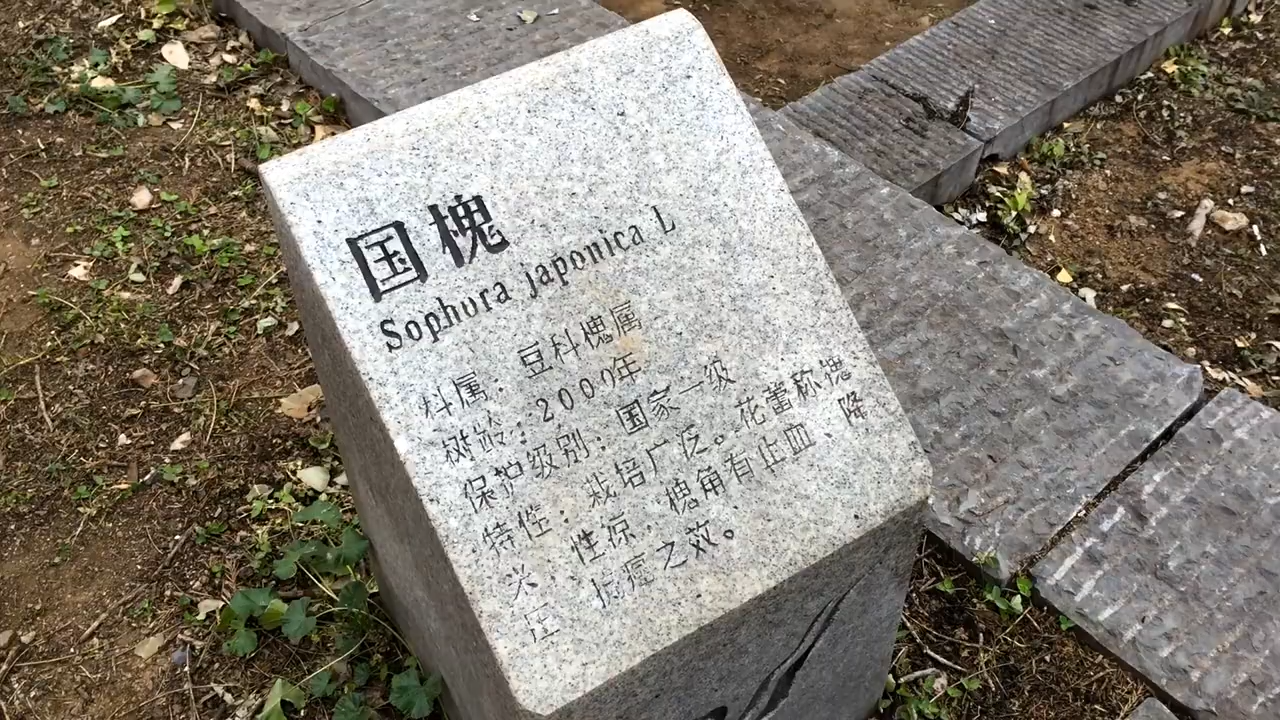 国槐
Sophora japonica L
科属：豆科槐属
树龄：2000年
保护级别：国家一级
特性：栽培广泛。花蕾称槐
米，性凉，槐角有止血、降
压、抗癌之效。